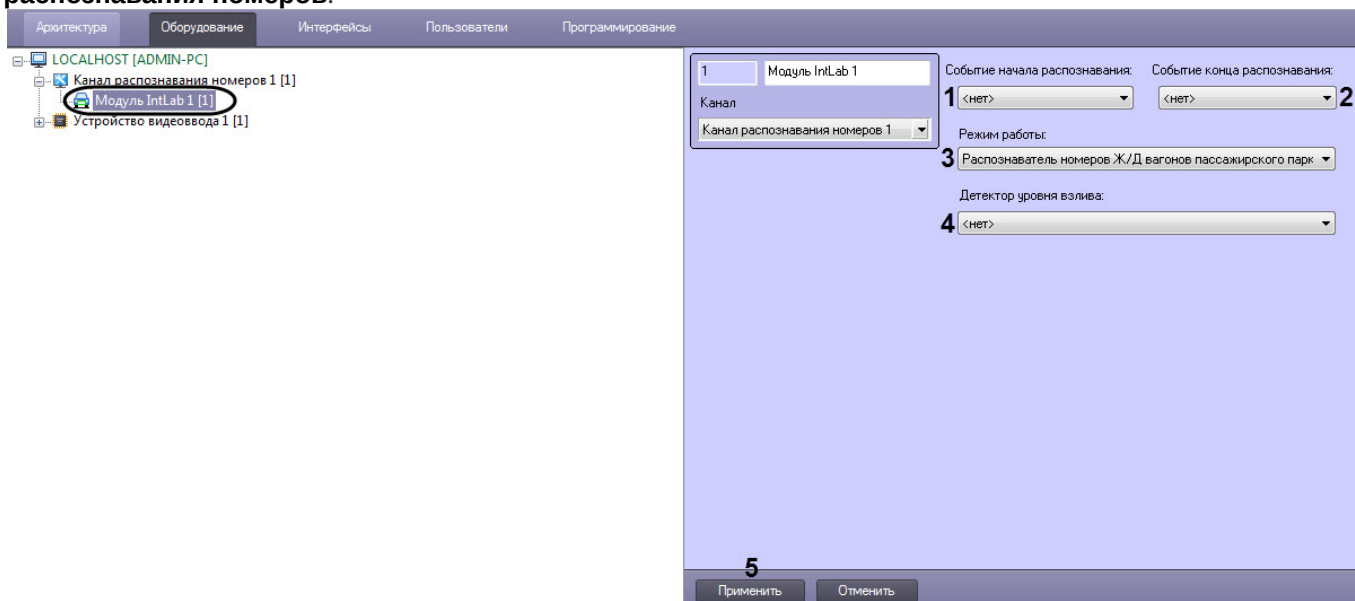 распознавания номеров.
Архитектура Оборудование Интерфейсы Пользователи Программирование
LOCALHOST [ADMIN-PC]
Канал распознавания номеров 1 [1]
Модуль IntLab 1 [1]
Устройство видеоввода 1 [1]
1 Модуль IntLab 1
Канал
Канал распознавания номеров 1
Событие начала распознавания: Событие конца распознавания:
1 <нет> <нет> 2
Режим работы:
3 Распознаватель номеров Ж/Д вагонов пассажирского парк
Детектор уровня взлива:
4 <нет>
5
Применить Отменить